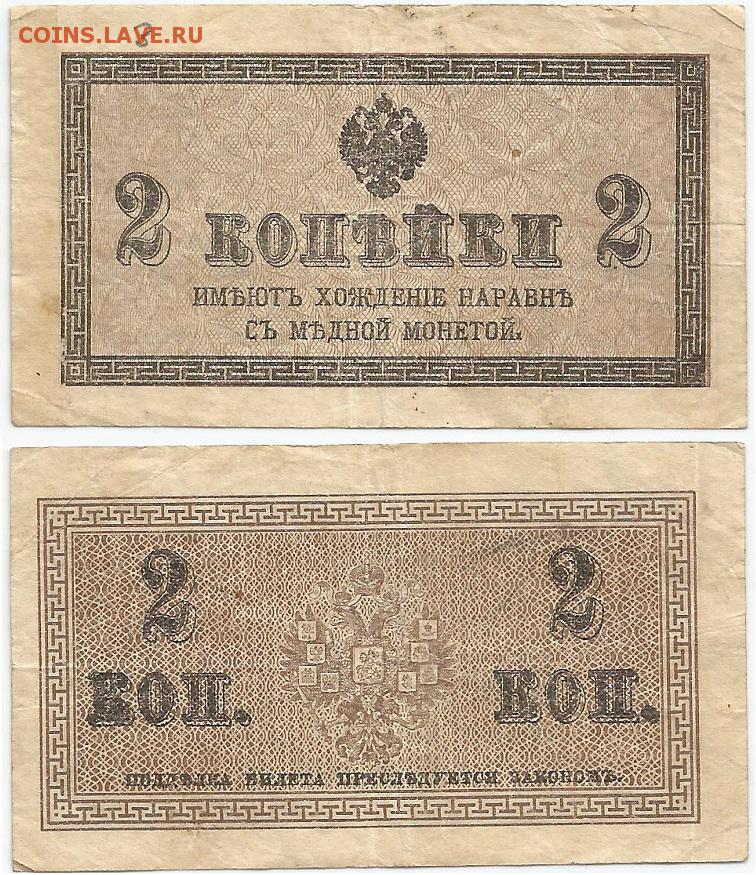 COINS.LAVE.RU
2 КОПѢЙКИ 2
ИМѢЮТЪ ХОЖДЕНІЕ НАРАВНѢ
СЪ МѢДНОЙ МОНЕТОЙ.
2 2
КОП. КОП.
ПОДДѢЛКА БИЛЕТА ПРЕСЛѢДУЕТСЯ ЗАКОНОМЪ.